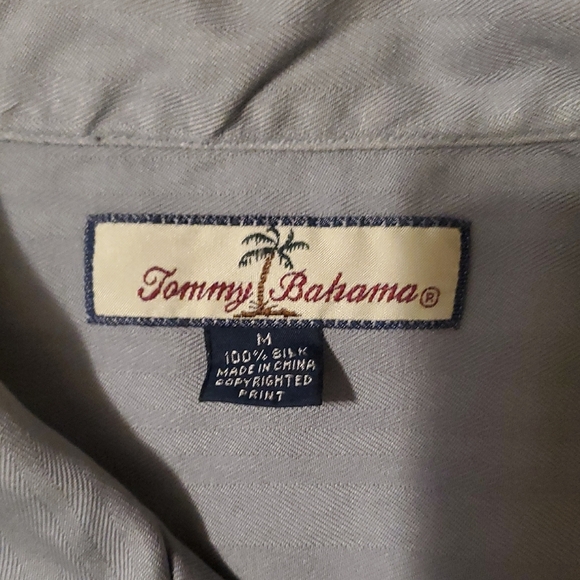 Tommy Bahama®
M
100% SILK
MADE IN CHINA
COPYRIGHTED
PRINT